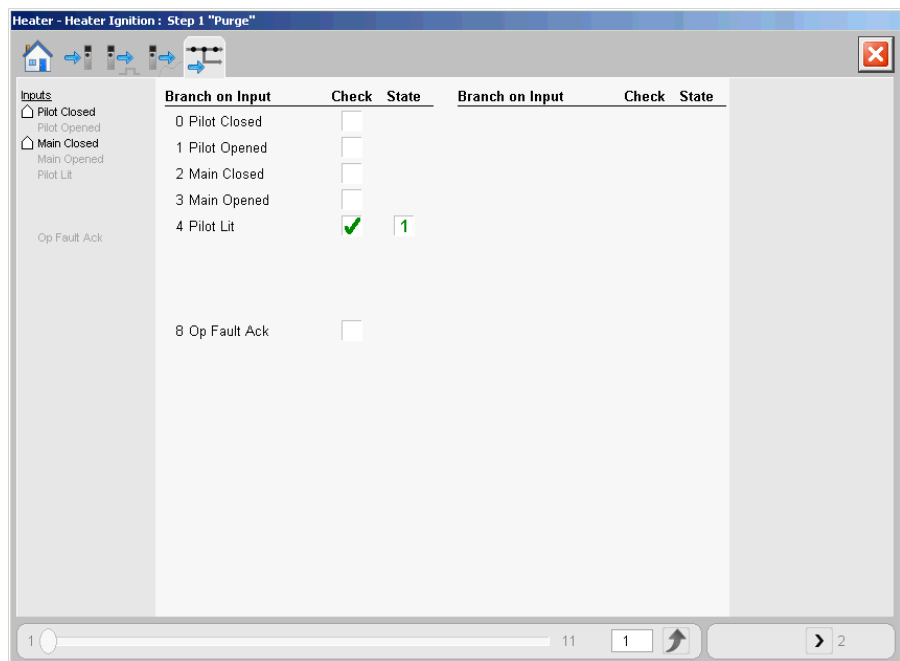 Heater - Heater Ignition : Step 1 "Purge"
Inputs
Pilot Closed
Pilot Opened
Main Closed
Main Opened
Pilot Lit
Op Fault Ack
Branch on Input Check State
0 Pilot Closed
1 Pilot Opened
2 Main Closed
3 Main Opened
4 Pilot Lit 1
8 Op Fault Ack
Branch on Input Check State
1 11 1 2